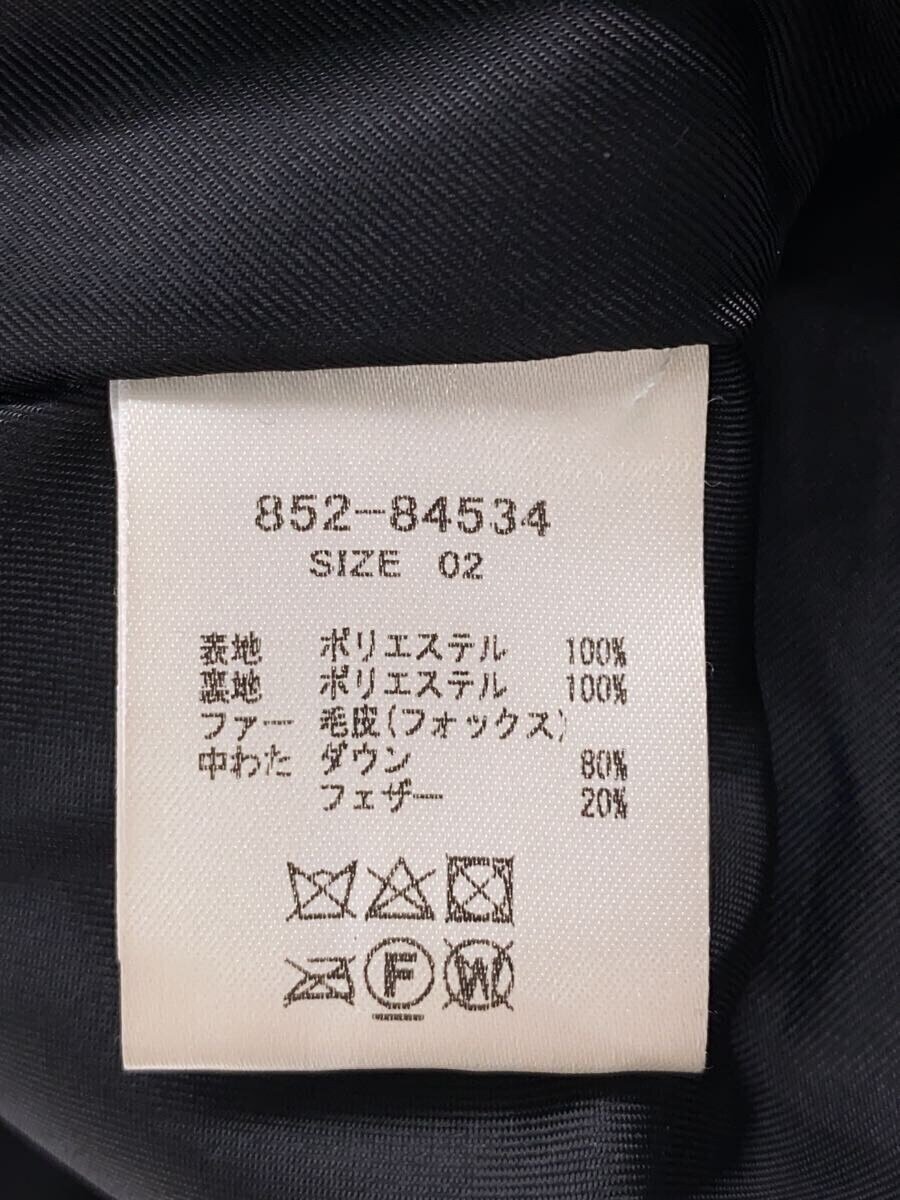 852-84534
SIZE 02
表地 ポリエステル 100%
裏地 ポリエステル 100%
ファー 毛皮(フォックス)
中わた ダウン 80%
フェザー 20%
F W